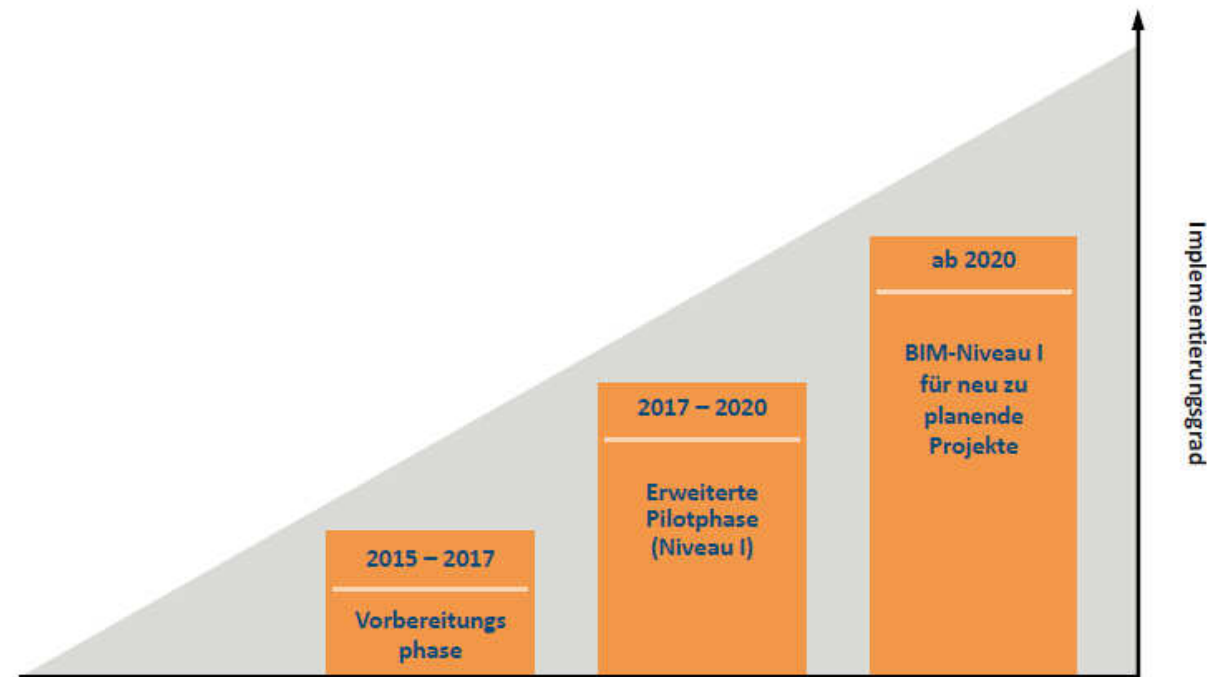 2015 – 2017
Vorbereitungs
phase
2017 – 2020
Erweiterte
Pilotphase
(Niveau I)
ab 2020
BIM-Niveau I
für neu zu
planende
Projekte
Implementierungsgrad